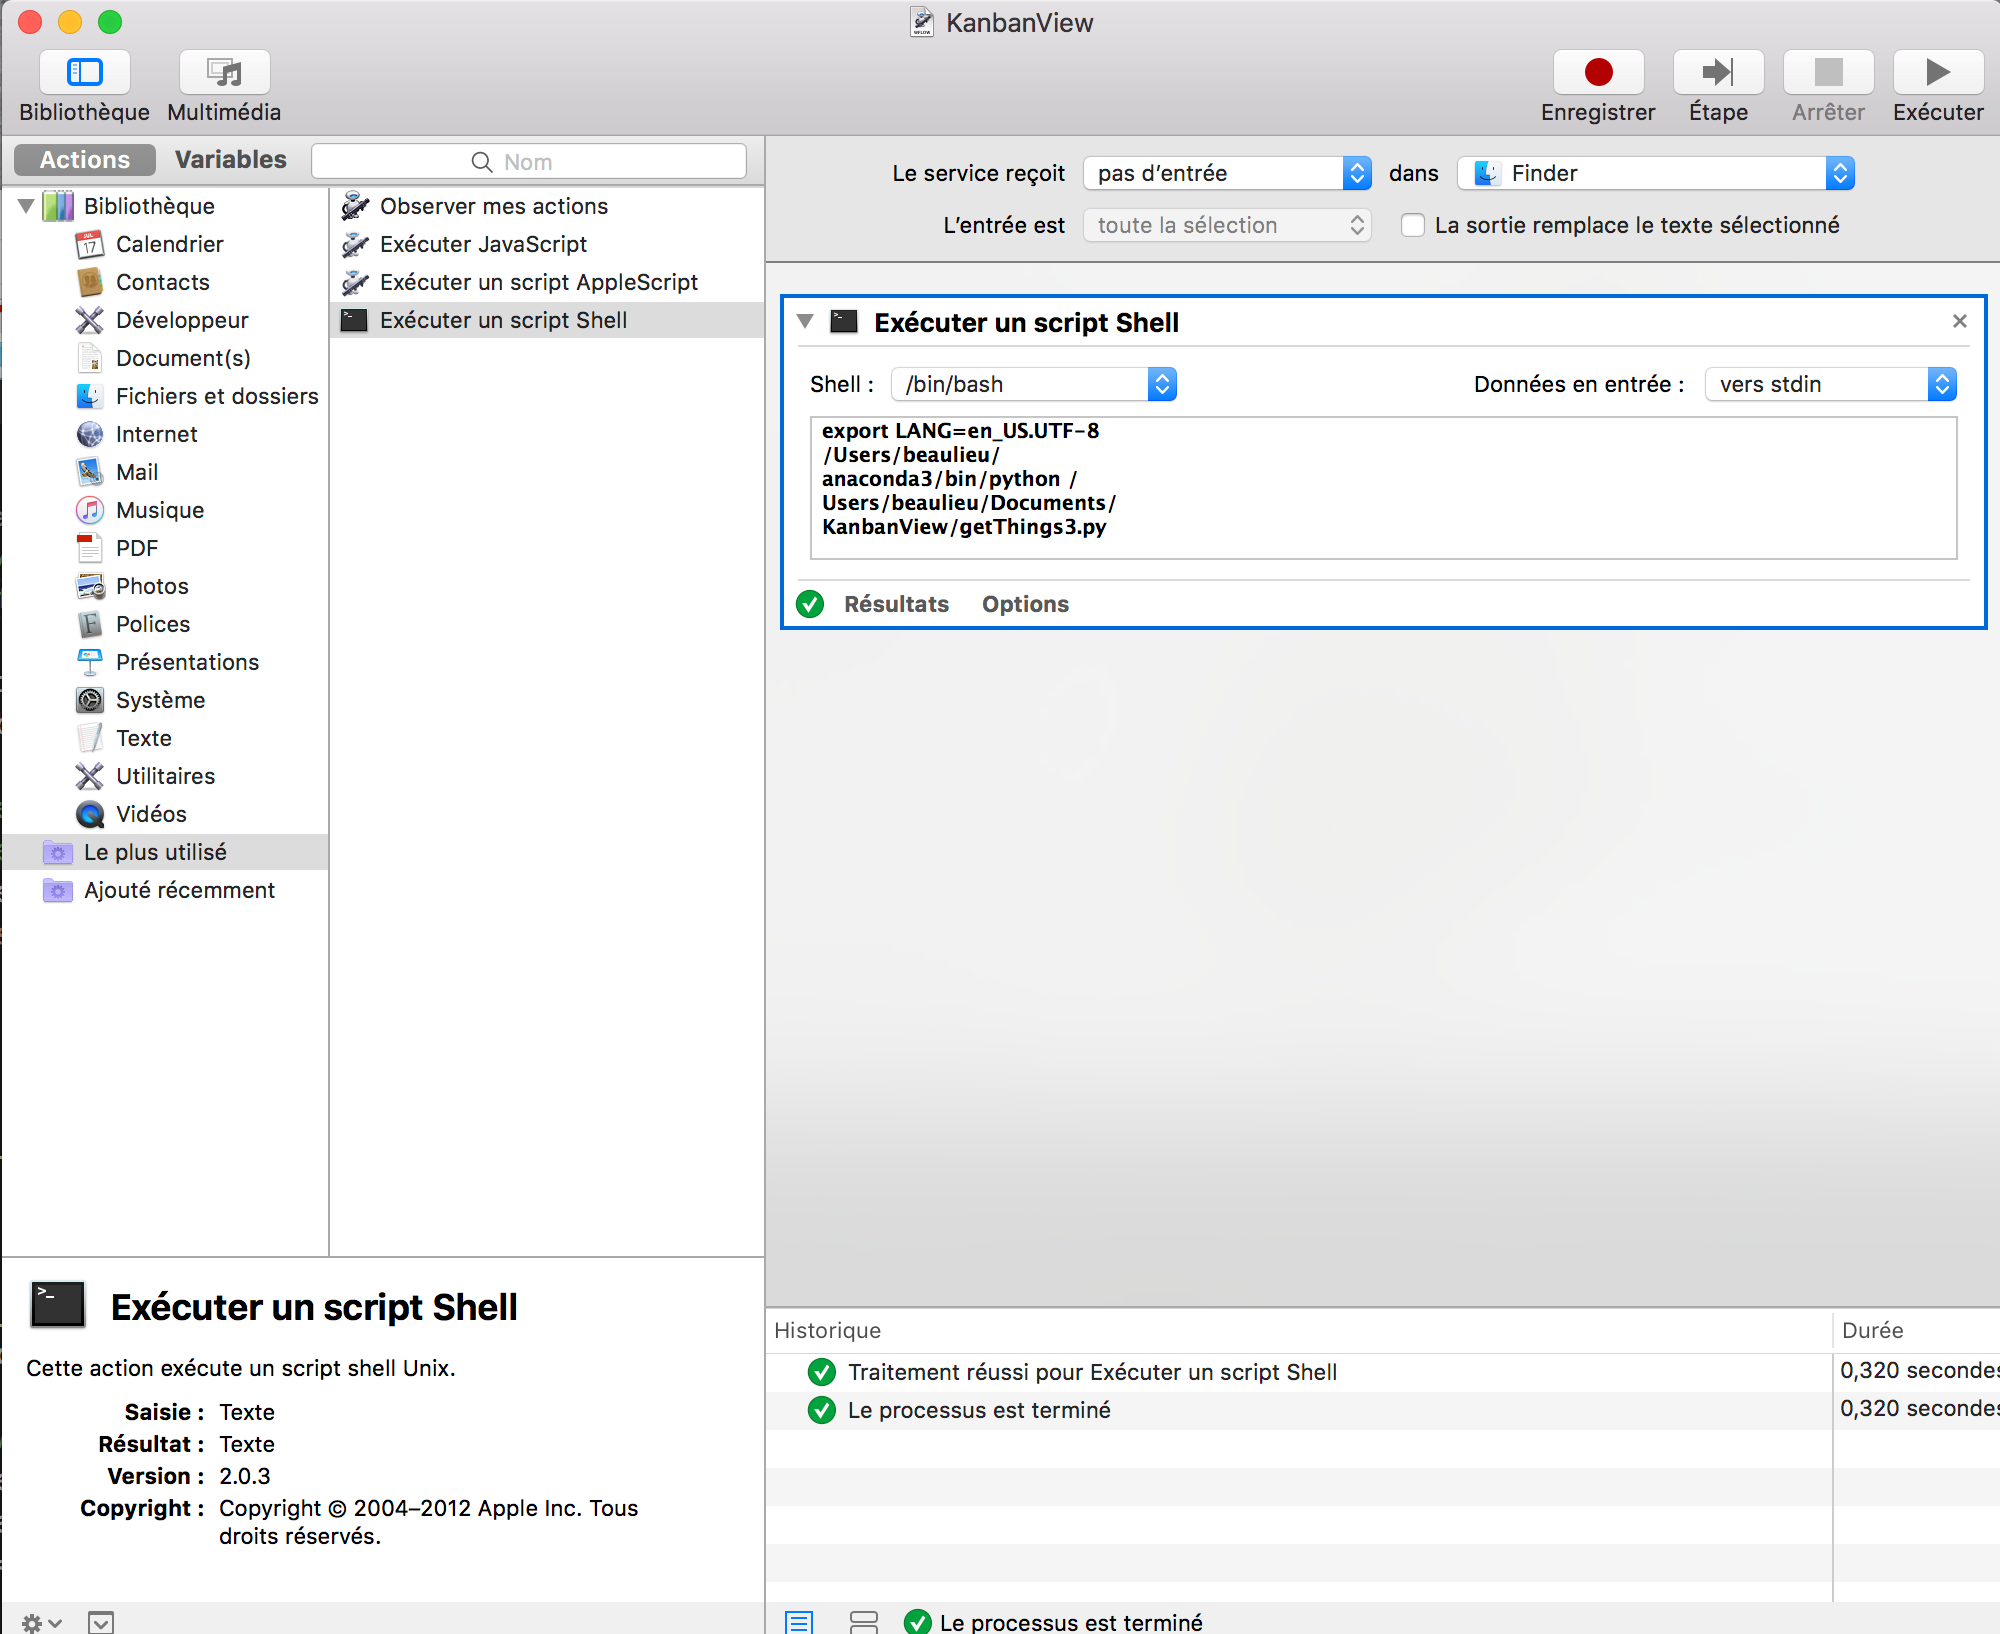 KanbanView
Bibliothèque
Multimédia
Enregistrer
Étape
Arrêter
Exécuter
Actions
Variables
Nom
Bibliothèque
Calendrier
Contacts
Développeur
Document(s)
Fichiers et dossiers
Internet
Mail
Musique
PDF
Photos
Polices
Présentations
Système
Texte
Utilitaires
Vidéos
Le plus utilisé
Ajouté récemment
Observer mes actions
Exécuter JavaScript
Exécuter un script AppleScript
Exécuter un script Shell
Le service reçoit pas d’entrée dans Finder
L’entrée est toute la sélection La sortie remplace le texte sélectionné
Exécuter un script Shell
Shell : /bin/bash Données en entrée : vers stdin
export LANG=en_US.UTF-8
/Users/beaulieu/
anaconda3/bin/python /
Users/beaulieu/Documents/
KanbanView/getThings3.py
Résultats Options
Exécuter un script Shell
Cette action exécute un script shell Unix.
Saisie : Texte
Résultat : Texte
Version : 2.0.3
Copyright : Copyright © 2004–2012 Apple Inc. Tous
droits réservés.
Historique Durée
Traitement réussi pour Exécuter un script Shell 0,320 secondes
Le processus est terminé 0,320 secondes
Le processus est terminé